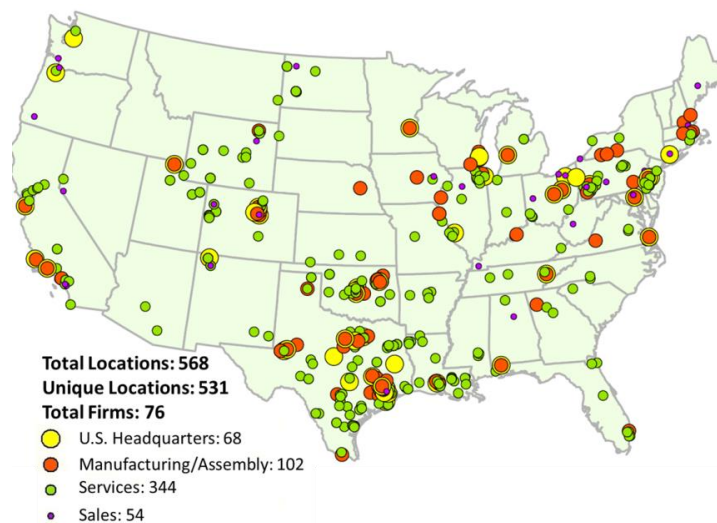 Total Locations: 568
Unique Locations: 531
Total Firms: 76
U.S. Headquarters: 68
Manufacturing/Assembly: 102
Services: 344
Sales: 54